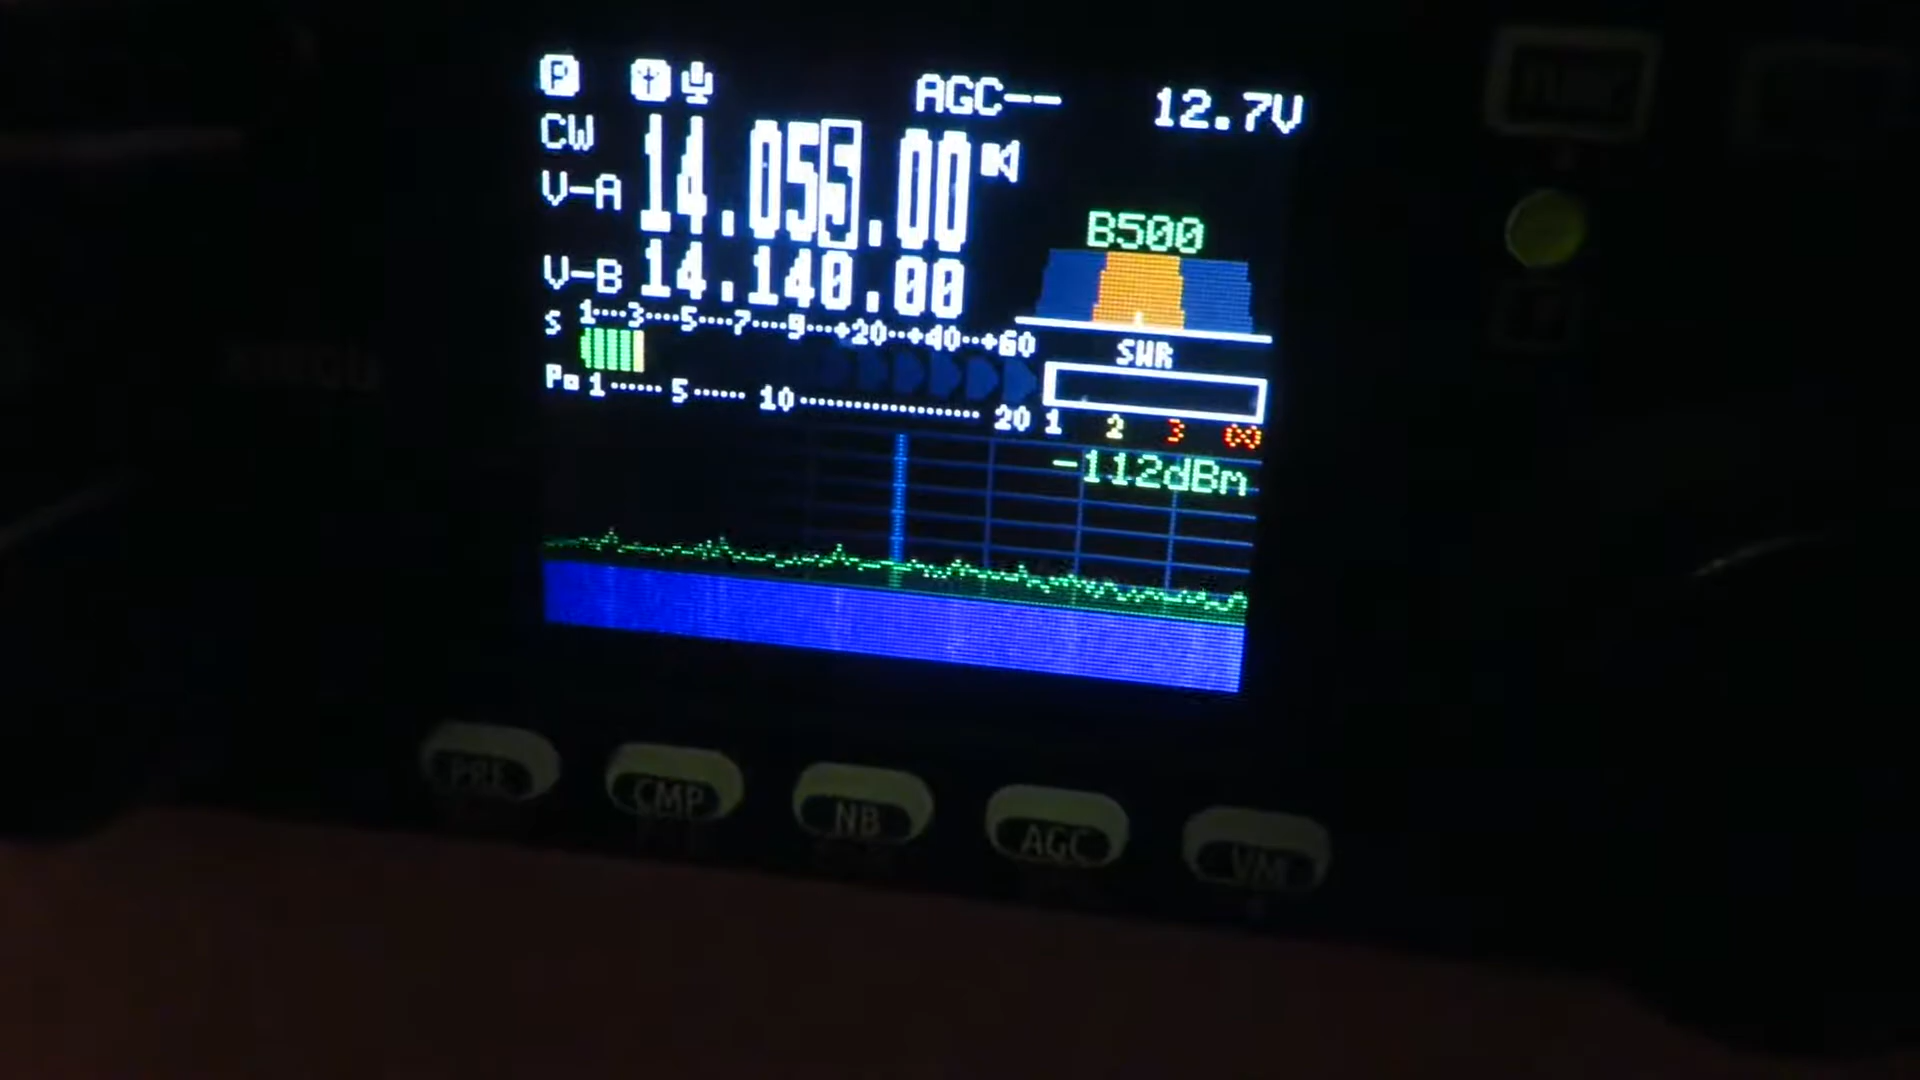 P AGC-- 12.7V
CW
V-A 14.055.00
B500
V-B 14.140.00
S 1····3····5····7····9··+20··+40··+60
SWR
Po 1······5······10··················20
1 2 3 ∞
-112dBm
PRE CMP NB AGC VM